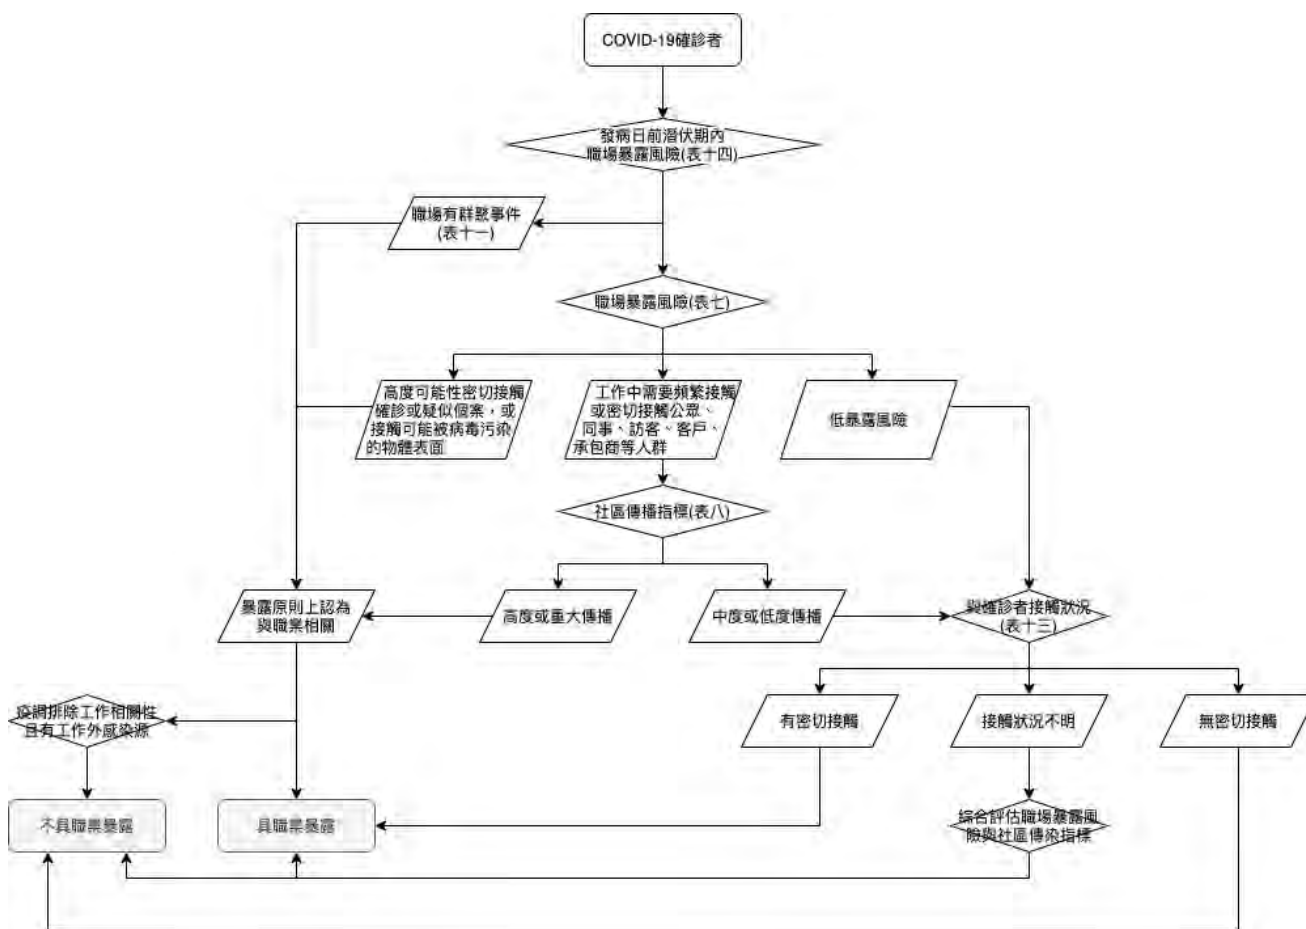 COVID-19確診者
發病日前潛伏期內
職場暴露風險(表十四)
職場有群聚事件
(表十一)
職場暴露風險(表七)
高度可能性密切接觸
確診或疑似個案，或
接觸可能被病毒污染
的物體表面
工作中需要頻繁接觸
或密切接觸公眾、
同事、訪客、客戶、
承包商等人群
低暴露風險
社區傳播指標(表八)
暴露原則上認為
與職業相關
高度或重大傳播
中度或低度傳播
與確診者接觸狀況
(表十三)
疫調排除工作相關性
且有工作外感染源
有密切接觸
接觸狀況不明
無密切接觸
不具職業暴露
具職業暴露
綜合評估職場暴露風
險與社區傳染指標